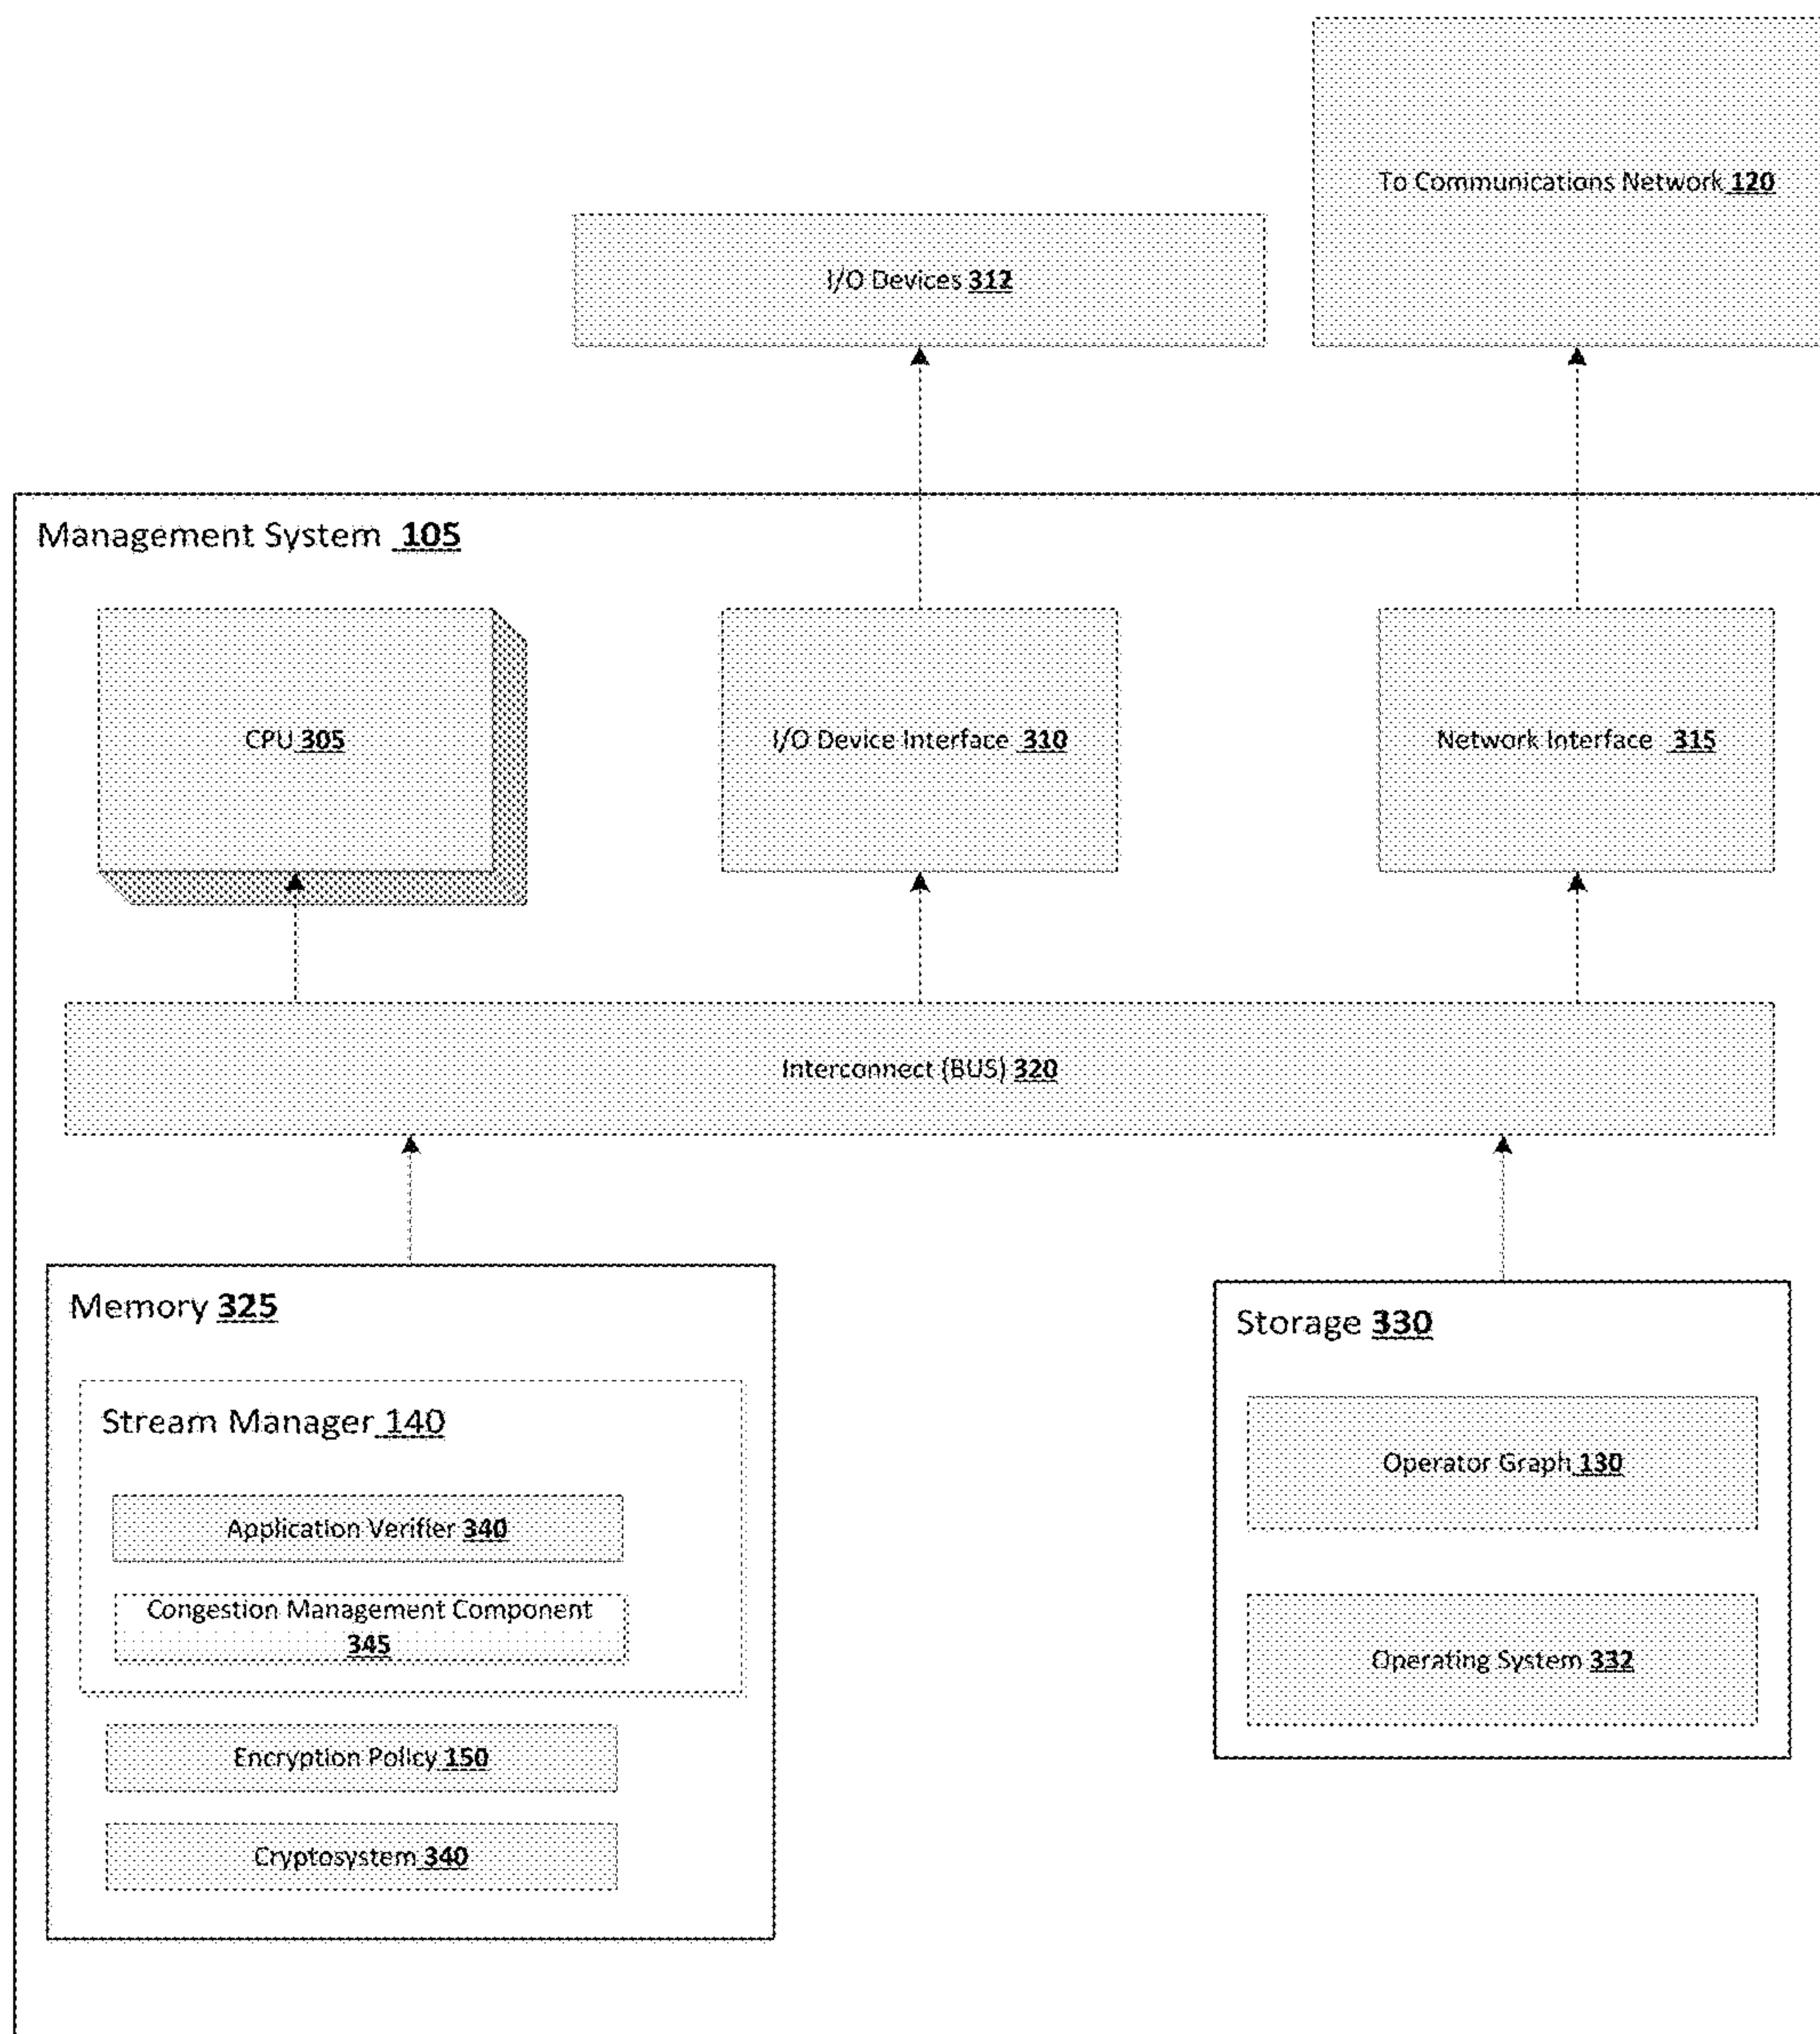 To Communications Network 120
I/O Devices 312
Management System 105
CPU 305
I/O Device Interface 310
Network Interface 315
Interconnect (BUS) 320
Memory 325
Stream Manager 140
Application Verifier 340
Congestion Management Component
345
Encryption Policy 150
Cryptosystem 340
Storage 330
Operator Graph 130
Operating System 332